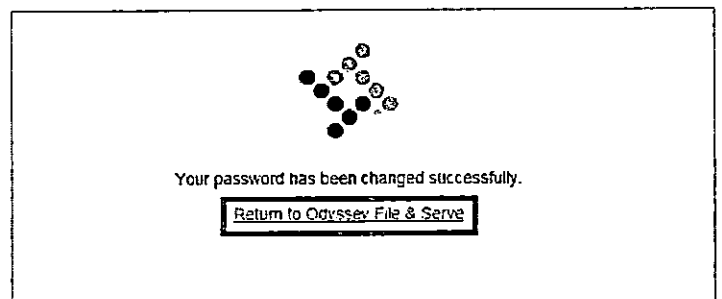 Your password has been changed successfully.
Return to Odyssey File & Serve